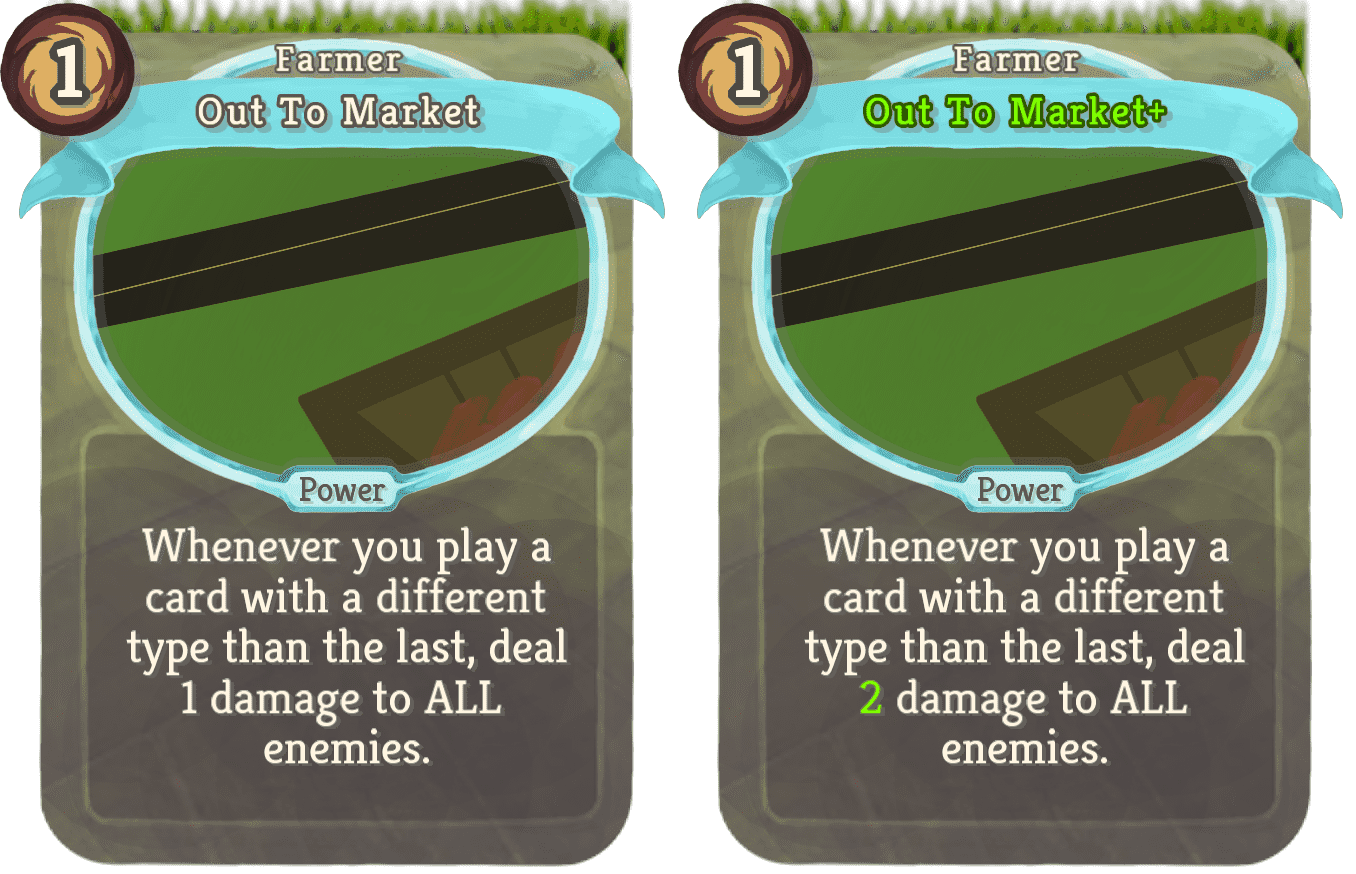 1
Farmer
Out To Market
Power
Whenever you play a
card with a different
type than the last, deal
1 damage to ALL
enemies.
1
Farmer
Out To Market+
Power
Whenever you play a
card with a different
type than the last, deal
2 damage to ALL
enemies.